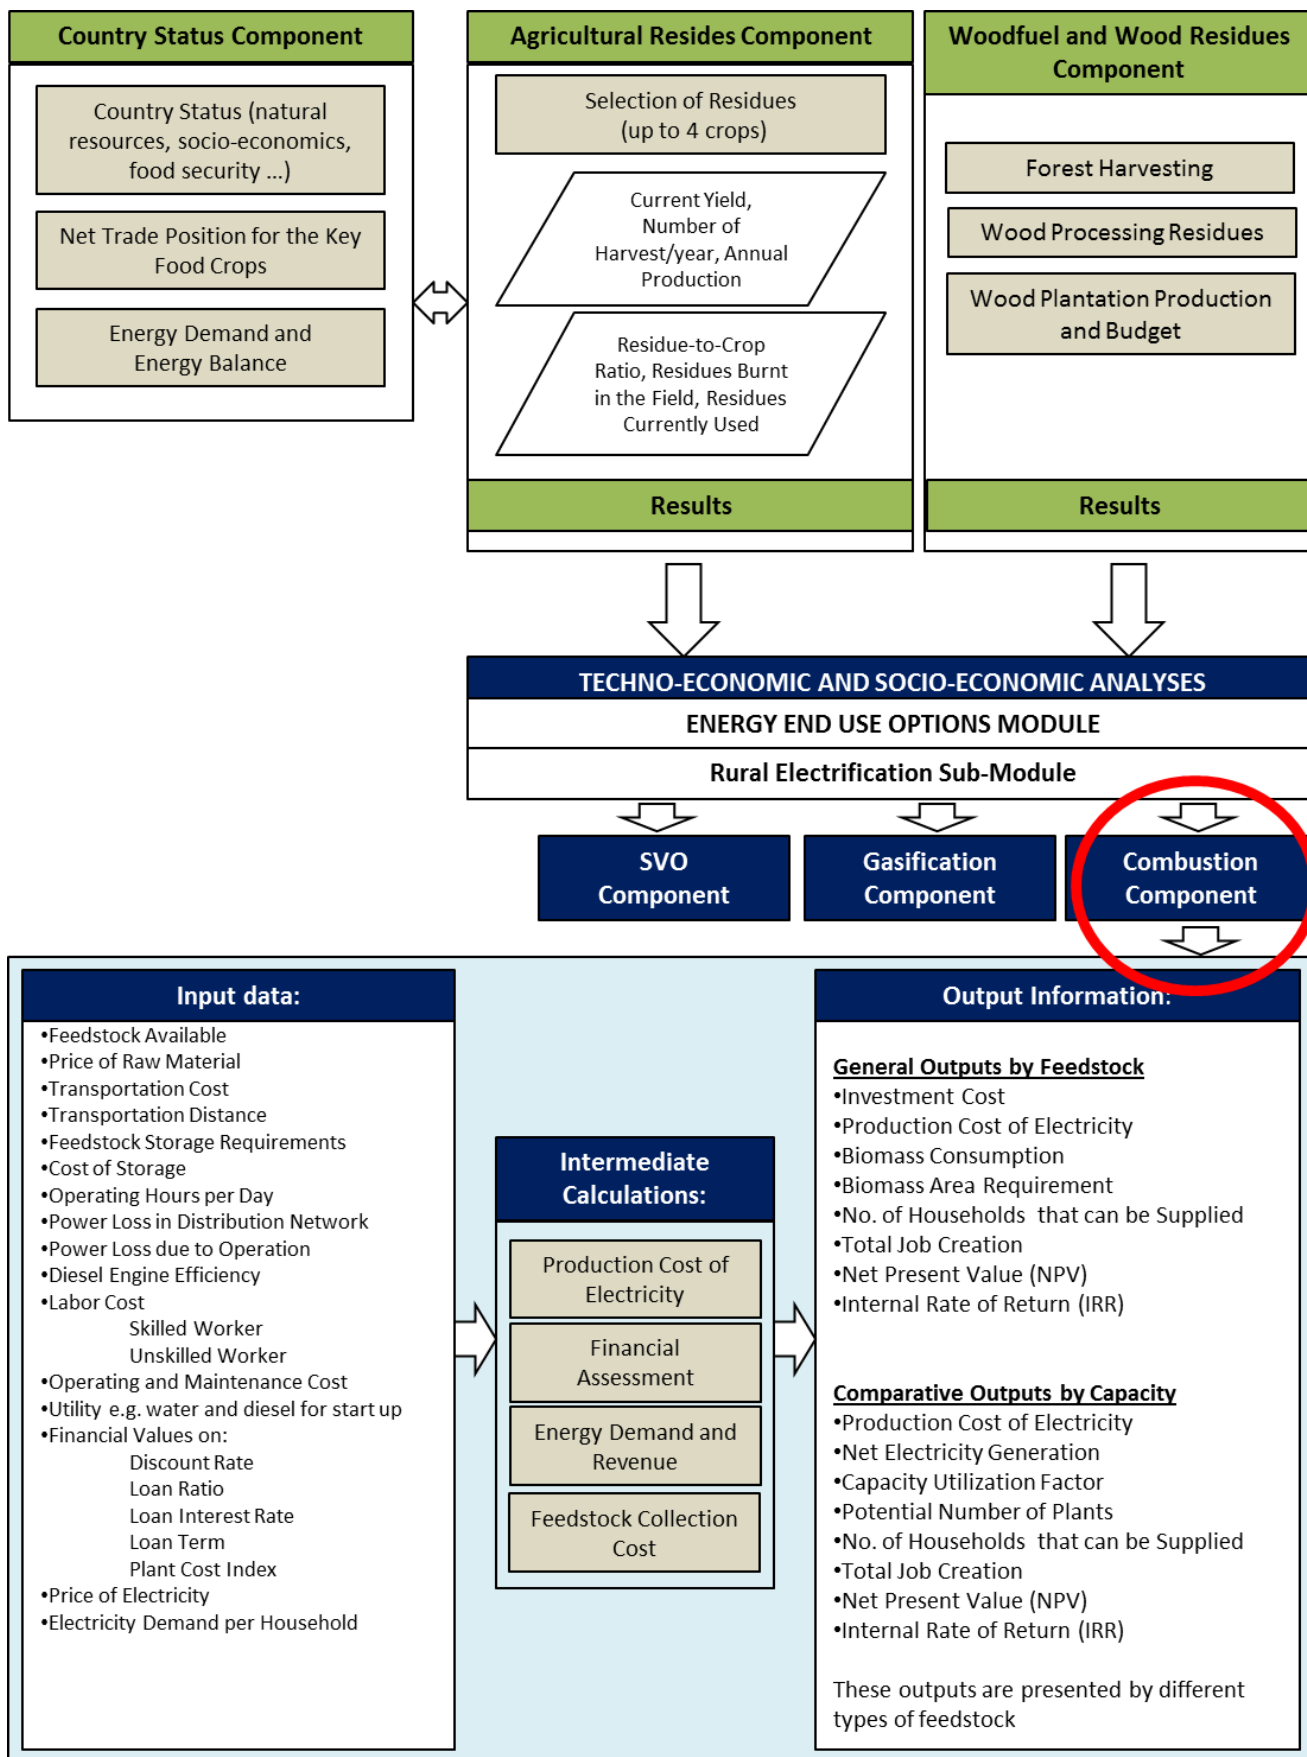 Country Status Component
Country Status (natural
resources, socio-economics,
food security ...)
Net Trade Position for the Key
Food Crops
Energy Demand and
Energy Balance
Agricultural Resides Component
Selection of Residues
(up to 4 crops)
Current Yield,
Number of
Harvest/year, Annual
Production
Residue-to-Crop
Ratio, Residues Burnt
in the Field, Residues
Currently Used
Results
Woodfuel and Wood Residues
Component
Forest Harvesting
Wood Processing Residues
Wood Plantation Production
and Budget
Results
TECHNO-ECONOMIC AND SOCIO-ECONOMIC ANALYSES
ENERGY END USE OPTIONS MODULE
Rural Electrification Sub-Module
SVO
Component
Gasification
Component
Combustion
Component
Input data:
•Feedstock Available
•Price of Raw Material
•Transportation Cost
•Transportation Distance
•Feedstock Storage Requirements
•Cost of Storage
•Operating Hours per Day
•Power Loss in Distribution Network
•Power Loss due to Operation
•Diesel Engine Efficiency
•Labor Cost
Skilled Worker
Unskilled Worker
•Operating and Maintenance Cost
•Utility e.g. water and diesel for start up
•Financial Values on:
Discount Rate
Loan Ratio
Loan Interest Rate
Loan Term
Plant Cost Index
•Price of Electricity
•Electricity Demand per Household
Intermediate
Calculations:
Production Cost of
Electricity
Financial
Assessment
Energy Demand and
Revenue
Feedstock Collection
Cost
Output Information:
General Outputs by Feedstock
•Investment Cost
•Production Cost of Electricity
•Biomass Consumption
•Biomass Area Requirement
•No. of Households that can be Supplied
•Total Job Creation
•Net Present Value (NPV)
•Internal Rate of Return (IRR)
Comparative Outputs by Capacity
•Production Cost of Electricity
•Net Electricity Generation
•Capacity Utilization Factor
•Potential Number of Plants
•No. of Households that can be Supplied
•Total Job Creation
•Net Present Value (NPV)
•Internal Rate of Return (IRR)
These outputs are presented by different
types of feedstock